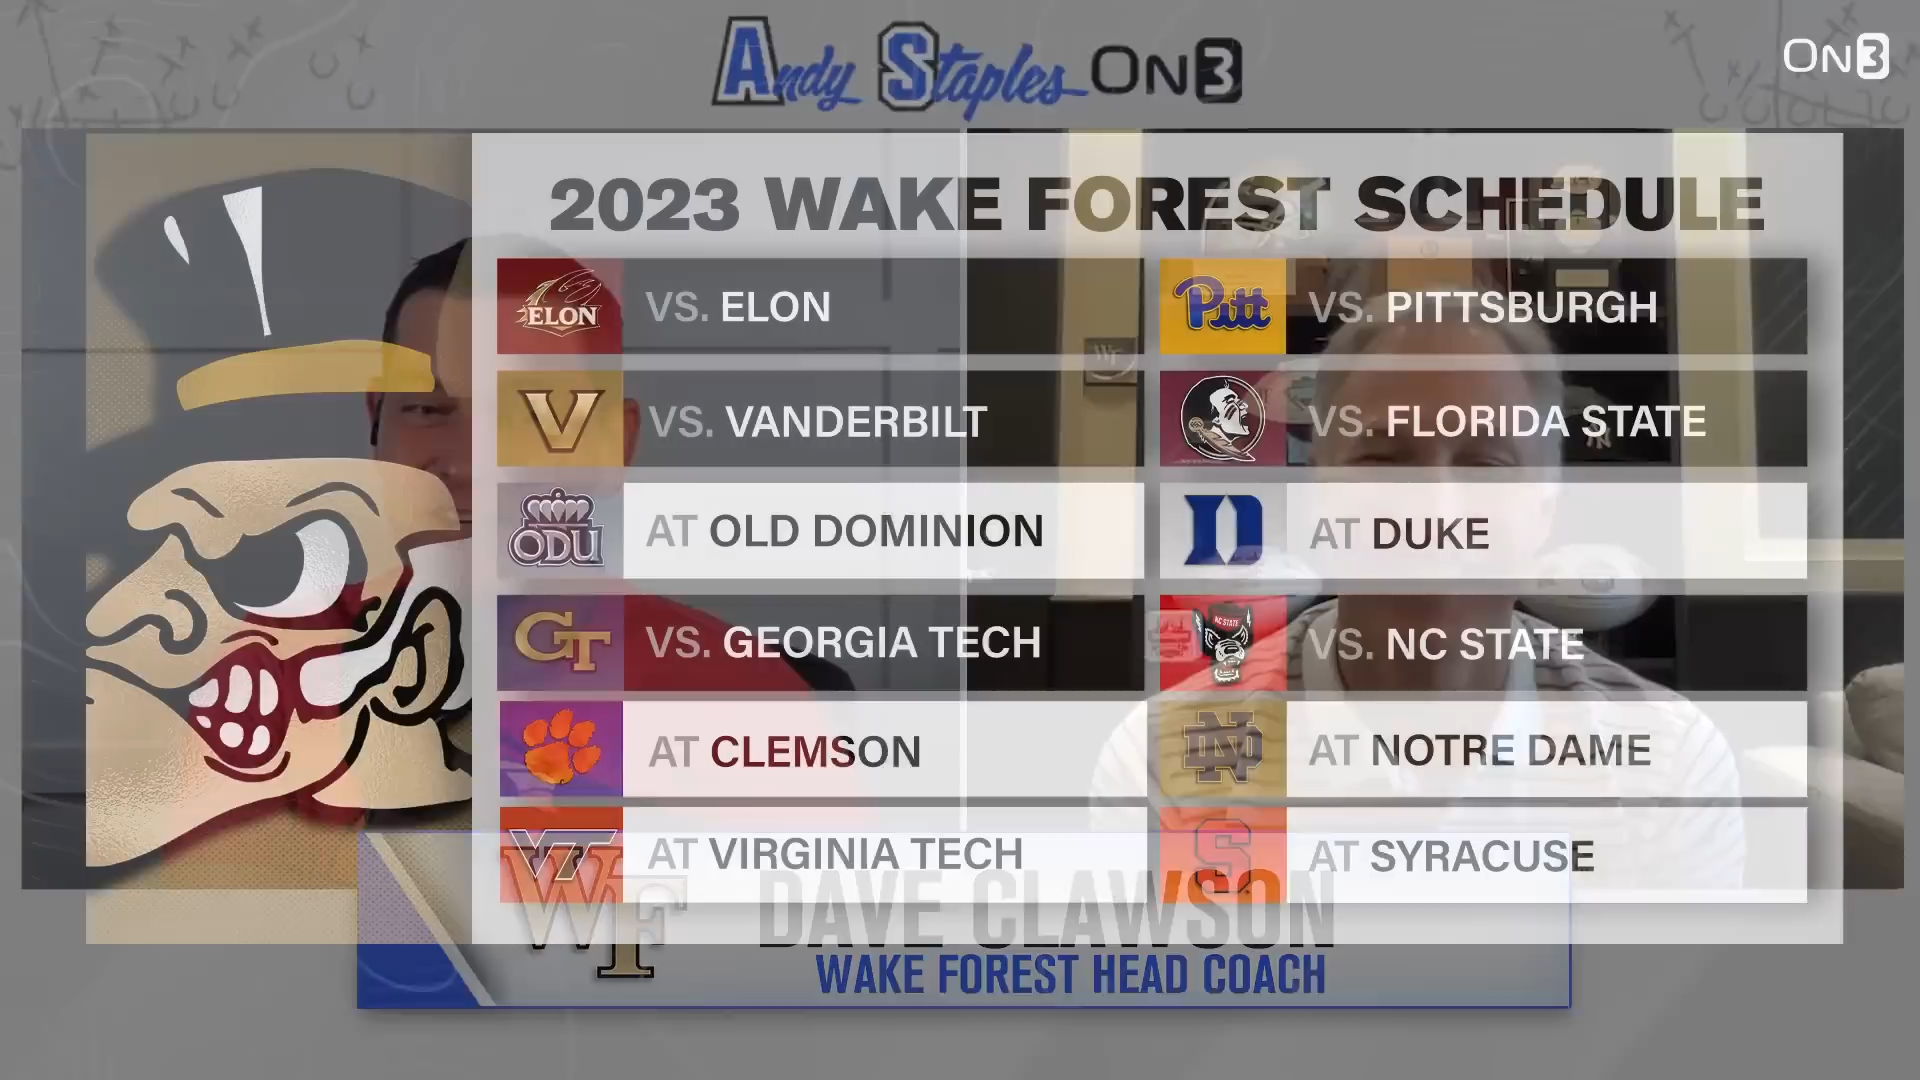 Andy Staples ON3
ON3
2023 WAKE FOREST SCHEDULE
ELON
VS. ELON
VANDERBILT
V
VS. VANDERBILT
ODU
AT OLD DOMINION
GT
VS. GEORGIA TECH
AT CLEMSON
VT
AT VIRGINIA TECH
Pitt
VS. PITTSBURGH
VS. FLORIDA STATE
D
AT DUKE
NC STATE
VS. NC STATE
ND
AT NOTRE DAME
S
AT SYRACUSE
WF
WF
DAVE CLAWSON
WAKE FOREST HEAD COACH